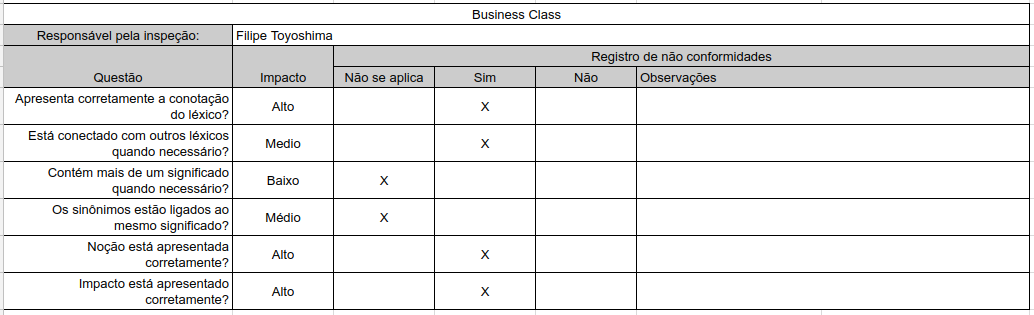 Business Class
Responsável pela inspeção: Filipe Toyoshima
Registro de não conformidades
Questão Impacto Não se aplica Sim Não Observações
Apresenta corretamente a conotação
do léxico? Alto X
Está conectado com outros léxicos
quando necessário? Medio X
Contém mais de um significado
quando necessário? Baixo X
Os sinônimos estão ligados ao
mesmo significado? Médio X
Noção está apresentada
corretamente? Alto X
Impacto está apresentado
corretamente? Alto X